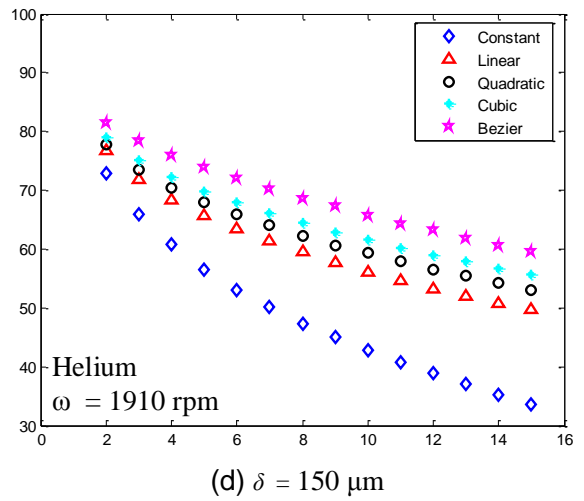 100
90
80
70
60
50
40
30
0
2
4
6
8
10
12
14
16
Constant
Linear
Quadratic
Cubic
Bezier
Helium
ω = 1910 rpm
(d) δ = 150 μm